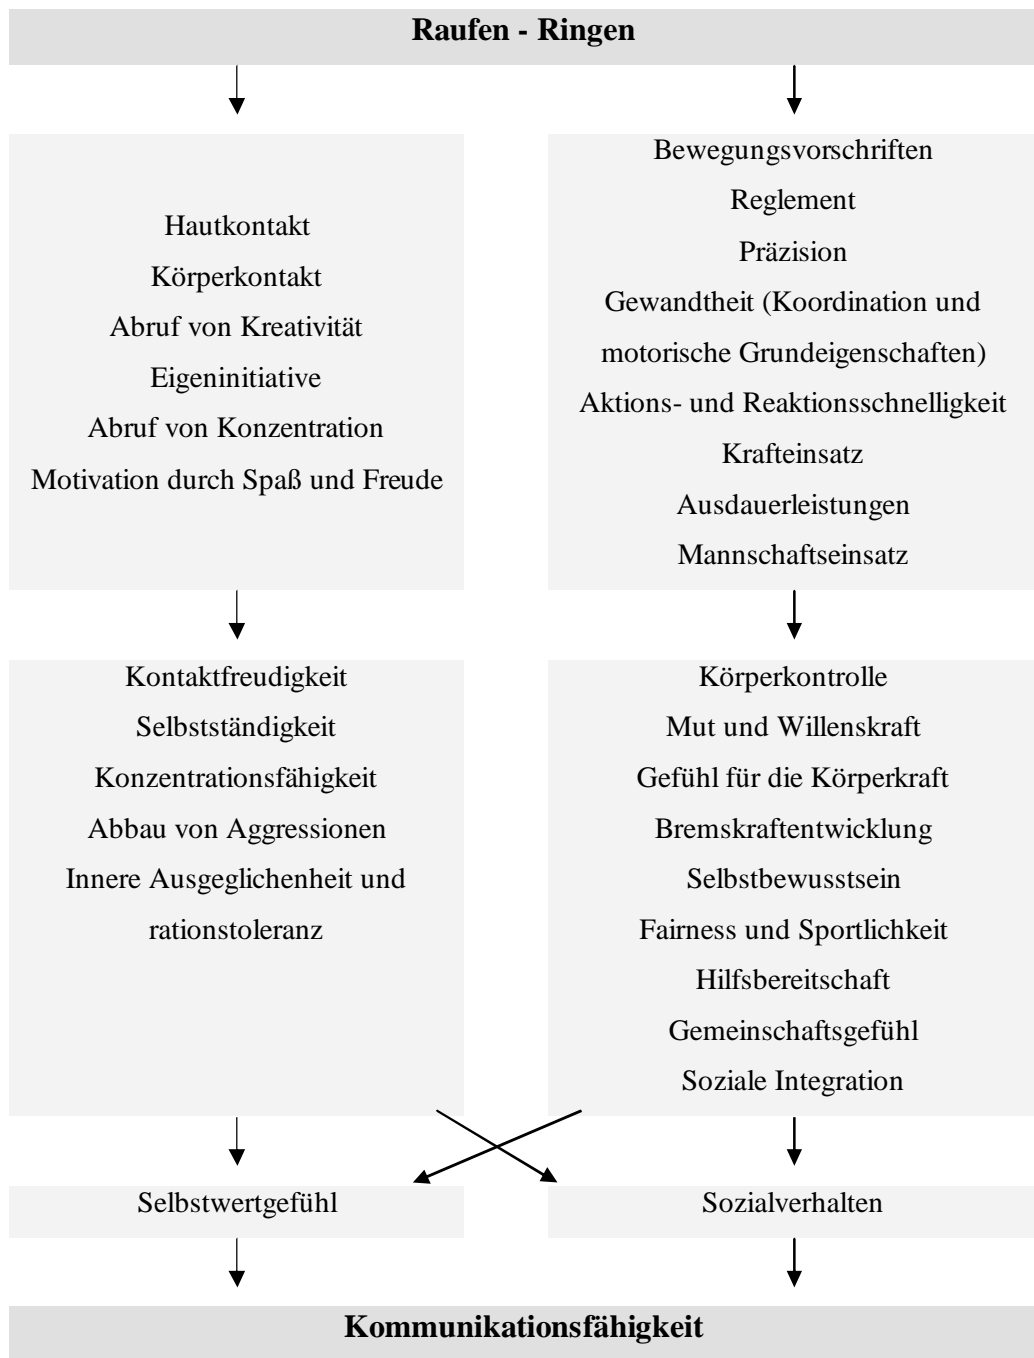 Raufen - Ringen
Hautkontakt
Körperkontakt
Abruf von Kreativität
Eigeninitiative
Abruf von Konzentration
Motivation durch Spaß und Freude
Bewegungsvorschriften
Reglement
Präzision
Gewandtheit (Koordination und
motorische Grundeigenschaften)
Aktions- und Reaktionsschnelligkeit
Krafteinsatz
Ausdauerleistungen
Mannschaftseinsatz
Kontaktfreudigkeit
Selbstständigkeit
Konzentrationsfähigkeit
Abbau von Aggressionen
Innere Ausgeglichenheit und
rationstoleranz
Körperkontrolle
Mut und Willenskraft
Gefühl für die Körperkraft
Bremskraftentwicklung
Selbstbewusstsein
Fairness und Sportlichkeit
Hilfsbereitschaft
Gemeinschaftsgefühl
Soziale Integration
Selbstwertgefühl
Sozialverhalten
Kommunikationsfähigkeit